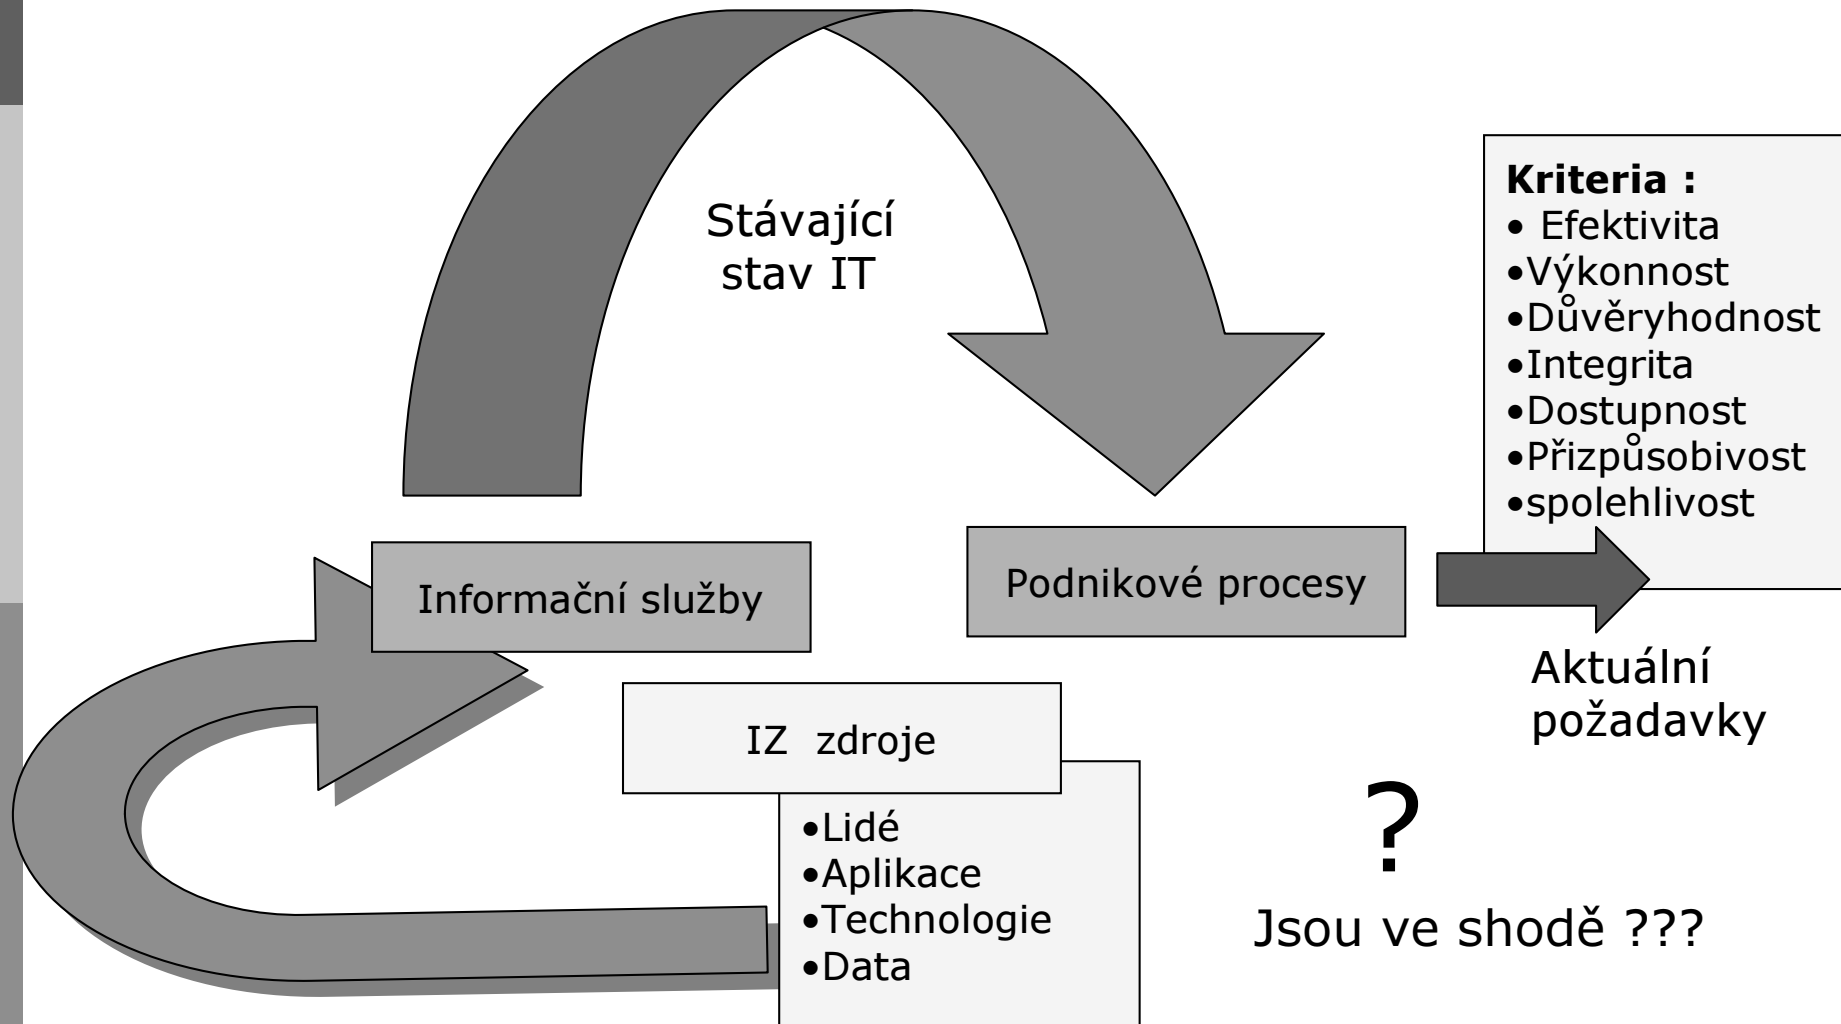 Stávající
stav IT
Kriteria :
• Efektivita
•Výkonnost
•Důvěryhodnost
•Integrita
•Dostupnost
•Přizpůsobivost
•spolehlivost
Informační služby
Podnikové procesy
Aktuální
požadavky
IZ  zdroje
•Lidé
•Aplikace
•Technologie
•Data
?
Jsou ve shodě ???